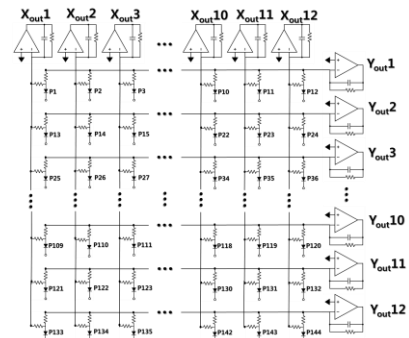 Xout1 Xout2 Xout3 Xout10 Xout11 Xout12
Yout1
P1 P2 P3 P10 P11 P12
Yout2
P13 P14 P15 P22 P23 P24
Yout3
P25 P26 P27 P34 P35 P36
Yout10
P109 P110 P111 P118 P119 P120
Yout11
P121 P122 P123 P130 P131 P132
Yout12
P133 P134 P135 P142 P143 P144